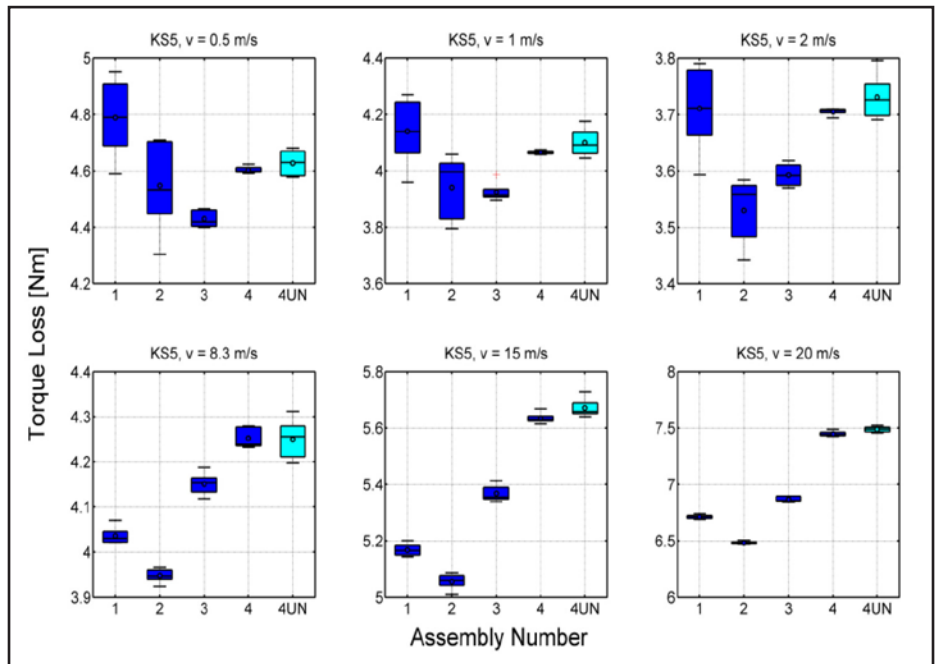 KS5, v = 0.5 m/s
5
4.8
4.6
4.4
4.2
1 2 3 4 4UN
KS5, v = 1 m/s
4.4
4.2
4
3.8
3.6
1 2 3 4 4UN
KS5, v = 2 m/s
3.8
3.7
3.6
3.5
3.4
1 2 3 4 4UN
Torque Loss [Nm]
KS5, v = 8.3 m/s
4.4
4.3
4.2
4.1
4
3.9
1 2 3 4 4UN
KS5, v = 15 m/s
5.8
5.6
5.4
5.2
5
1 2 3 4 4UN
KS5, v = 20 m/s
8
7.5
7
6.5
6
1 2 3 4 4UN
Assembly Number